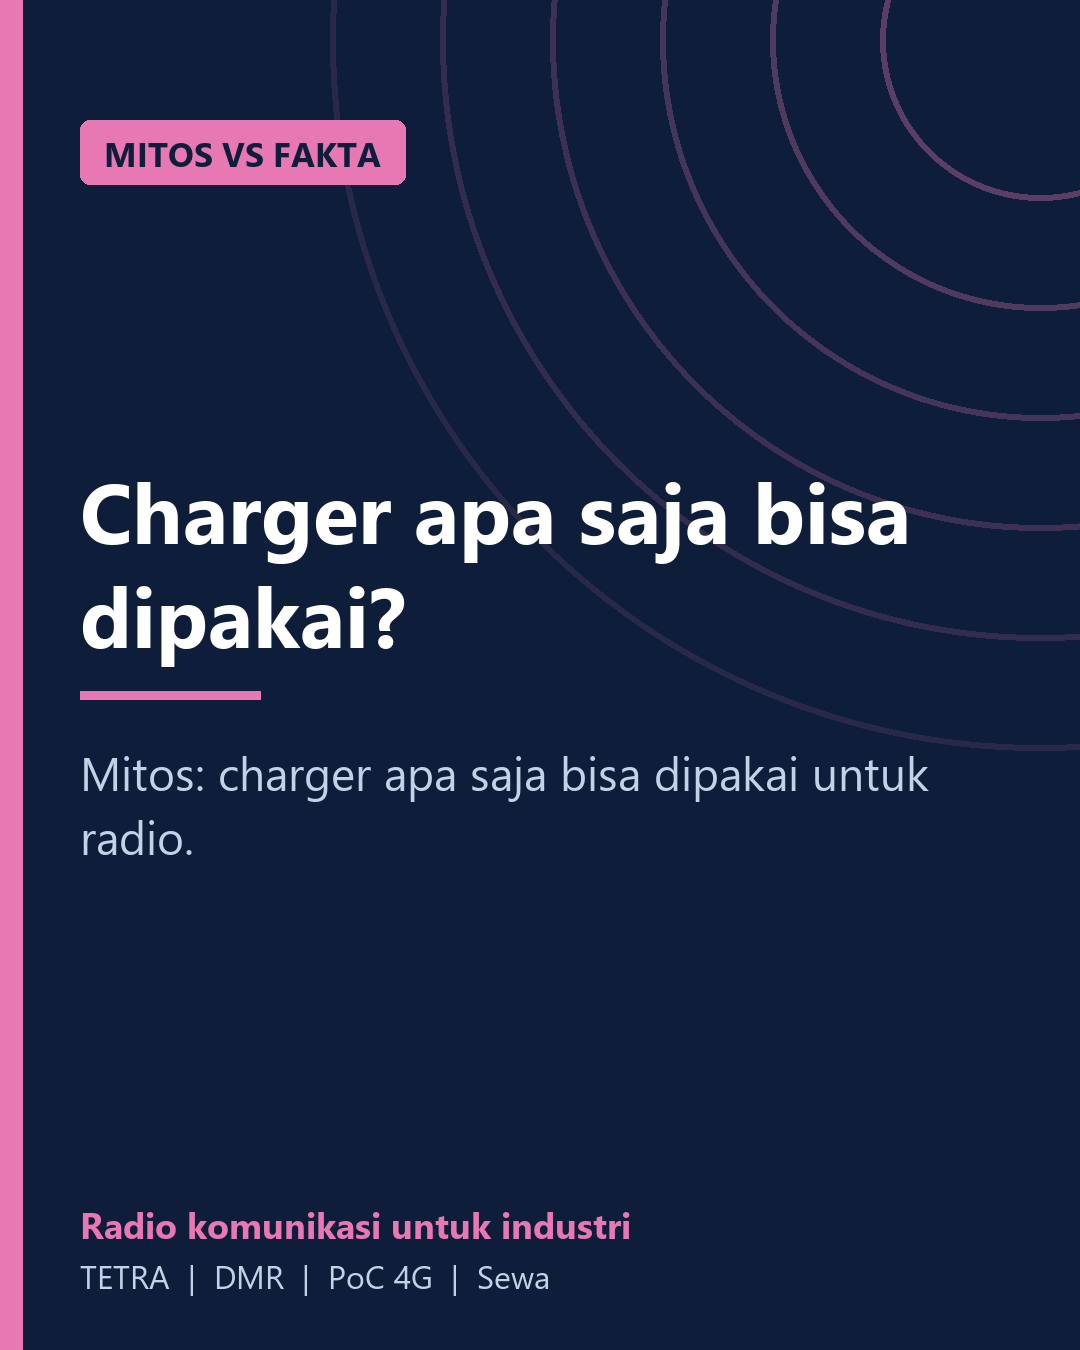 MITOS VS FAKTA
Charger apa saja bisa
dipakai?
Mitos: charger apa saja bisa dipakai untuk
radio.
Radio komunikasi untuk industri
TETRA | DMR | PoC 4G | Sewa